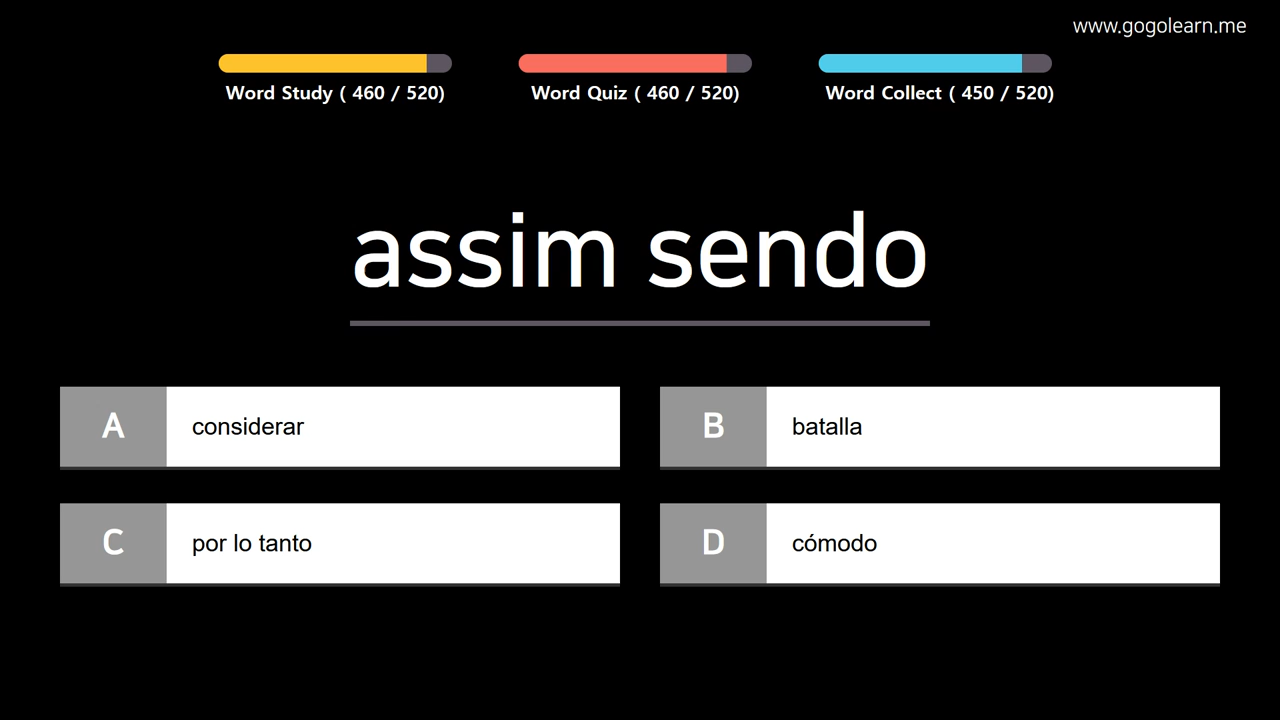 www.gogolearn.me
Word Study ( 460 / 520)
Word Quiz ( 460 / 520)
Word Collect ( 450 / 520)
assim sendo
A considerar
B batalla
C por lo tanto
D cómodo